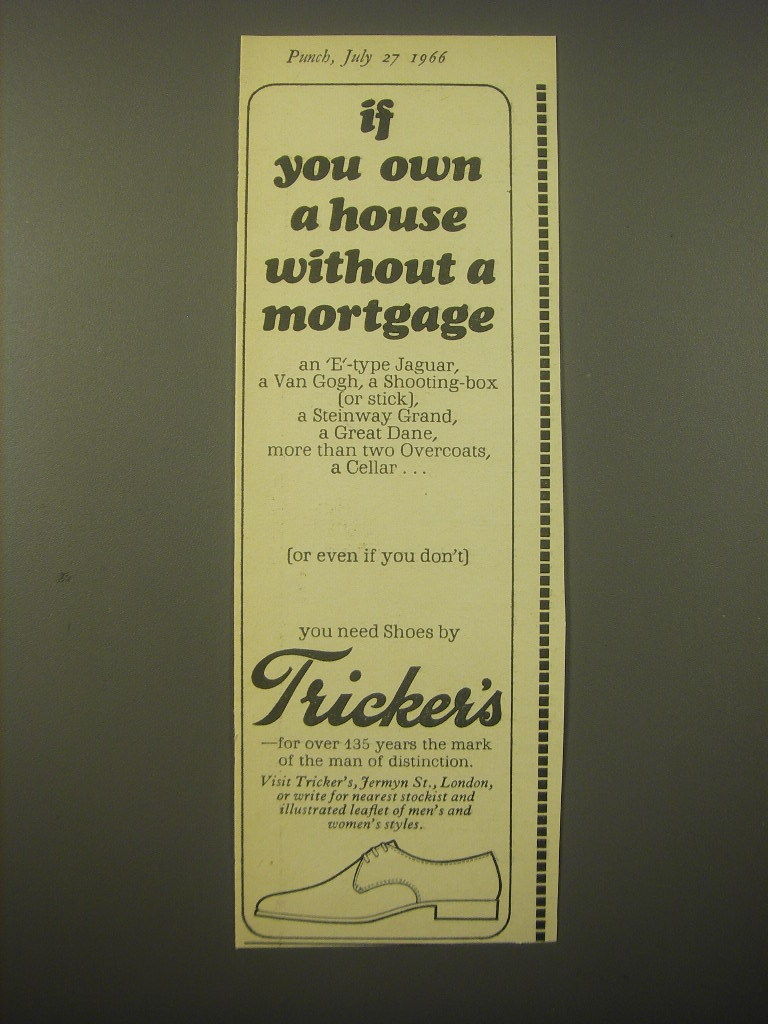 Punch, July 27 1966
if
you own
a house
without a
mortgage
an 'E'-type Jaguar,
a Van Gogh, a Shooting-box
(or stick),
a Steinway Grand,
a Great Dane,
more than two Overcoats,
a Cellar . . .
(or even if you don't)
you need Shoes by
Tricker's
—for over 135 years the mark
of the man of distinction.
Visit Tricker's, Jermyn St., London,
or write for nearest stockist and
illustrated leaflet of men's and
women's styles.